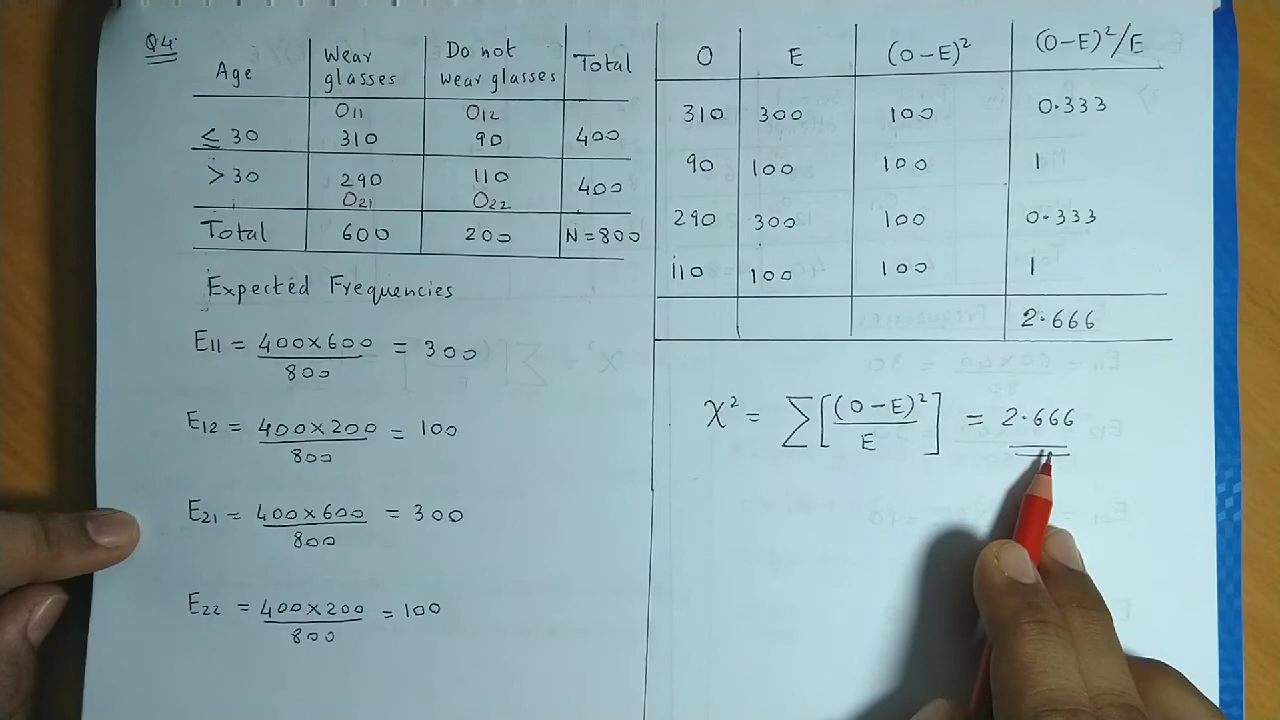 Q4.
Age | Wear glasses | Do not wear glasses | Total
O11 | O12
≤ 30 | 310 | 90 | 400
> 30 | 290 | 110 | 400
O21 | O22
Total | 600 | 200 | N = 800
Expected Frequencies
E11 = 400×600/800 = 300
E12 = 400×200/800 = 100
E21 = 400×600/800 = 300
E22 = 400×200/800 = 100
O | E | (O-E)² | (O-E)²/E
310 | 300 | 100 | 0.333
90 | 100 | 100 | 1
290 | 300 | 100 | 0.333
110 | 100 | 100 | 1
2.666
χ² = Σ[(O-E)²/E] = 2.666